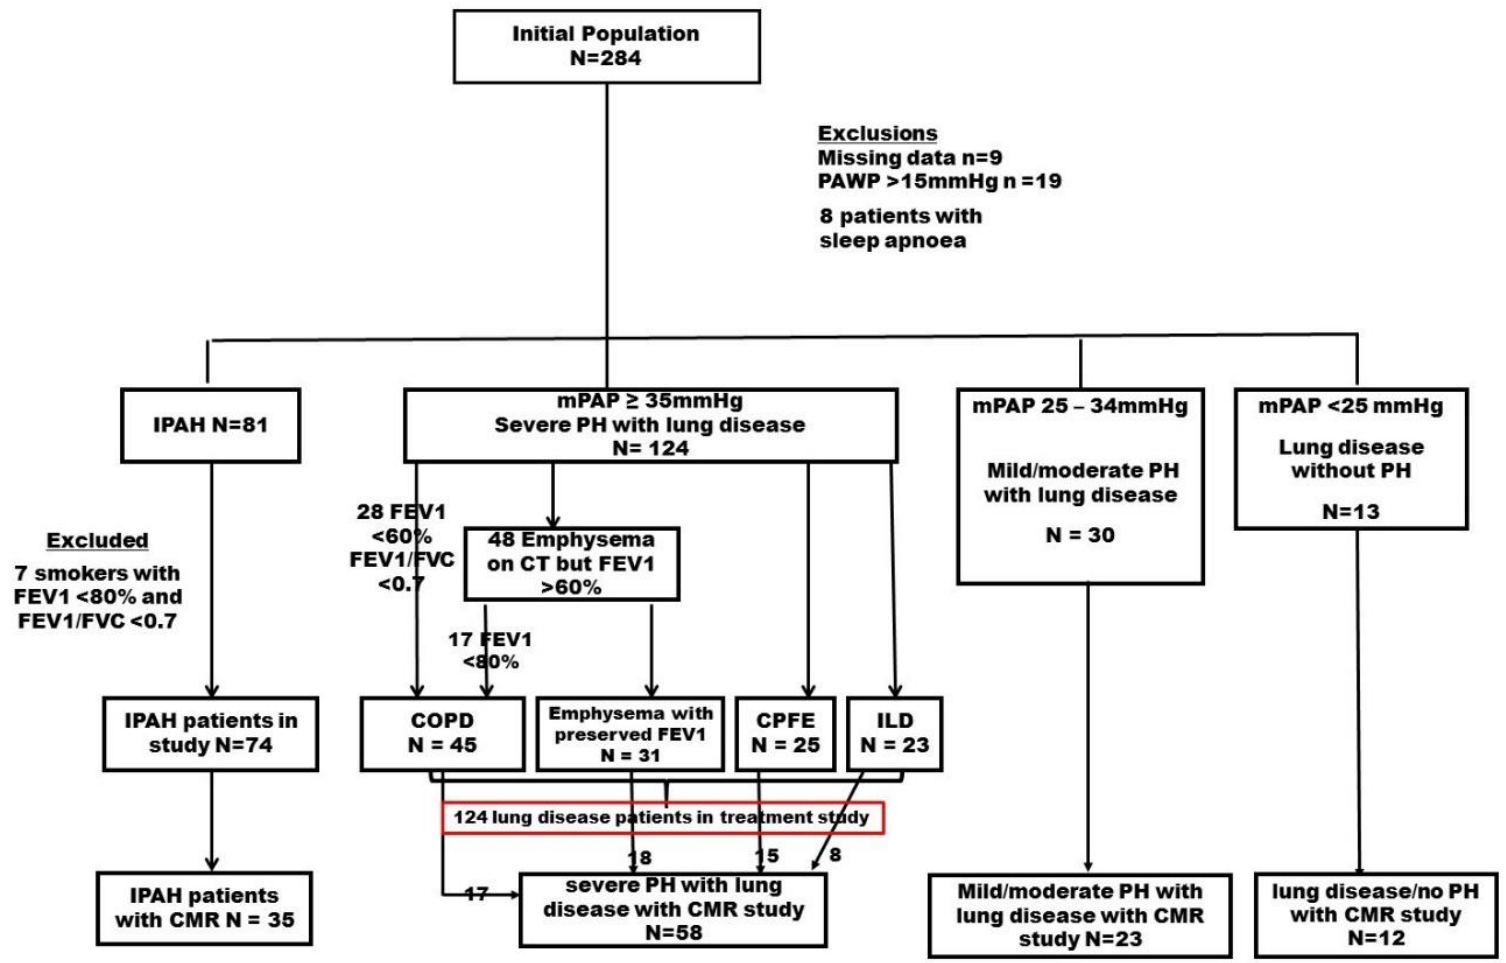 Initial Population
N=284
Exclusions
Missing data n=9
PAWP >15mmHg n =19
8 patients with
sleep apnoea
IPAH N=81
mPAP ≥ 35mmHg
Severe PH with lung disease
N= 124
mPAP 25 – 34mmHg
Mild/moderate PH
with lung disease
N = 30
mPAP <25 mmHg
Lung disease
without PH
N=13
Excluded
7 smokers with
FEV1 <80% and
FEV1/FVC <0.7
28 FEV1
<60%
FEV1/FVC
<0.7
48 Emphysema
on CT but FEV1
>60%
17 FEV1
<80%
IPAH patients in
study N=74
COPD
N = 45
Emphysema with
preserved FEV1
N = 31
CPFE
N = 25
ILD
N = 23
124 lung disease patients in treatment study
18
15
8
17
IPAH patients
with CMR N = 35
severe PH with lung
disease with CMR study
N=58
Mild/moderate PH with
lung disease with CMR
study N=23
lung disease/no PH
with CMR study
N=12